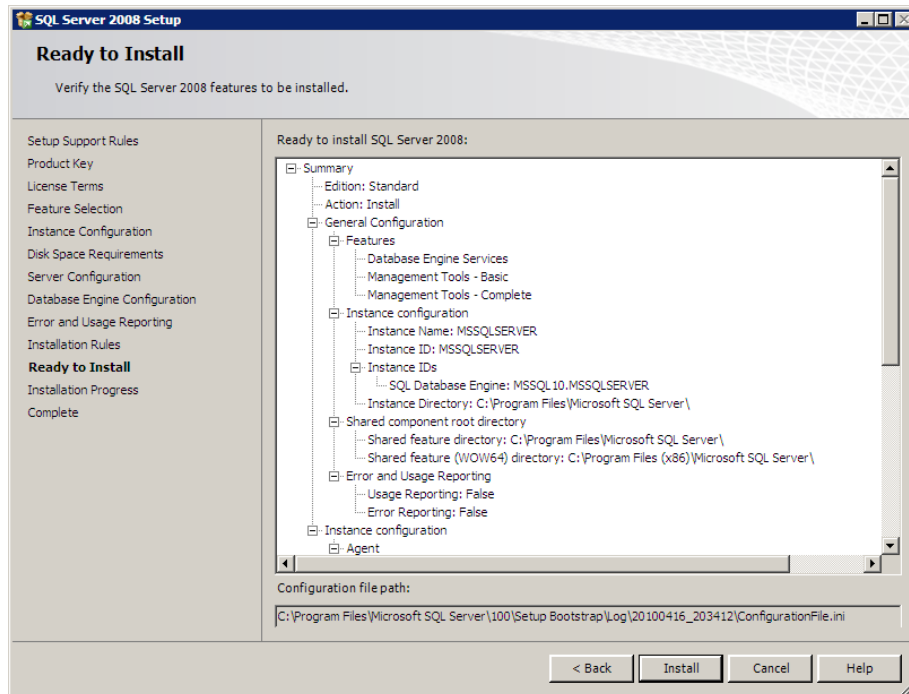 SQL Server 2008 Setup
Ready to Install
Verify the SQL Server 2008 features to be installed.
Setup Support Rules
Product Key
License Terms
Feature Selection
Instance Configuration
Disk Space Requirements
Server Configuration
Database Engine Configuration
Error and Usage Reporting
Installation Rules
Ready to Install
Installation Progress
Complete
Ready to install SQL Server 2008:
Summary
Edition: Standard
Action: Install
General Configuration
Features
Database Engine Services
Management Tools - Basic
Management Tools - Complete
Instance configuration
Instance Name: MSSQLSERVER
Instance ID: MSSQLSERVER
Instance IDs
SQL Database Engine: MSSQL10.MSSQLSERVER
Instance Directory: C:\Program Files\Microsoft SQL Server\
Shared component root directory
Shared feature directory: C:\Program Files\Microsoft SQL Server\
Shared feature (WOW64) directory: C:\Program Files (x86)\Microsoft SQL Server\
Error and Usage Reporting
Usage Reporting: False
Error Reporting: False
Instance configuration
Agent
Configuration file path:
C:\Program Files\Microsoft SQL Server\100\Setup Bootstrap\Log\20100416_203412\ConfigurationFile.ini
< Back Install Cancel Help